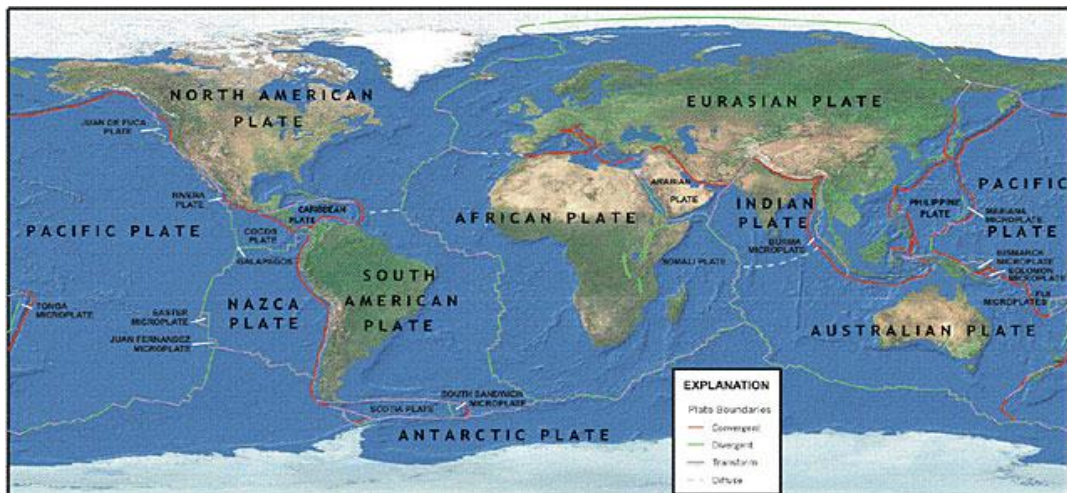 NORTH AMERICAN
PLATE
EURASIAN PLATE
JUAN DE FUCA
PLATE
RIVERA
PLATE
CARIBBEAN
PLATE
AFRICAN PLATE
ARABIAN
PLATE
INDIAN
PLATE
PHILIPPINE
PLATE
PACIFIC
PLATE
MARIANA
MICROPLATE
PACIFIC PLATE
COCOS
PLATE
GALAPAGOS
SOMALI PLATE
BURMA
MICROPLATE
BISMARCK
MICROPLATE
SOLOMON
MICROPLATE
FIJI
MICROPLATES
TONGA
MICROPLATE
NAZCA
PLATE
SOUTH
AMERICAN
PLATE
EASTER
MICROPLATE
JUAN FERNANDEZ
MICROPLATE
AUSTRALIAN PLATE
SCOTIA PLATE
SOUTH SANDWICH
MICROPLATE
ANTARCTIC PLATE
EXPLANATION
Plate Boundaries
Convergent
Divergent
Transform
Diffuse